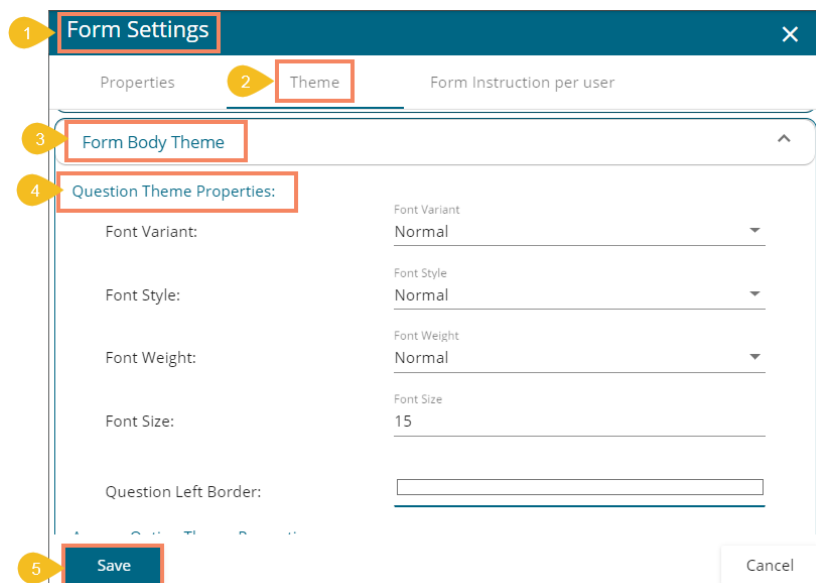 1 Form Settings
Properties 2 Theme Form Instruction per user
3 Form Body Theme
4 Question Theme Properties:
Font Variant
Font Variant: Normal
Font Style
Font Style: Normal
Font Weight
Font Weight: Normal
Font Size
Font Size: 15
Question Left Border:
5 Save Cancel